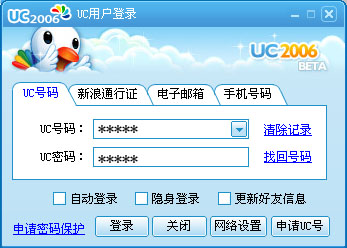 UC2006 UC用户登录
UC2006
BETA
UC号码 新浪通行证 电子邮箱 手机号码
UC号码： ***** 清除记录
UC密码： ***** 找回号码
自动登录 隐身登录 更新好友信息
申请密码保护 登录 关闭 网络设置 申请UC号